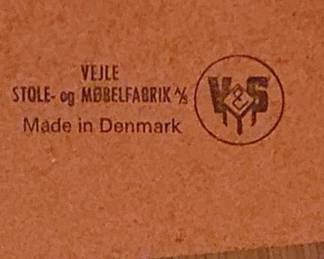 VEJLE
STOLE- og MØBELFABRIK A/S
Made in Denmark
V&S